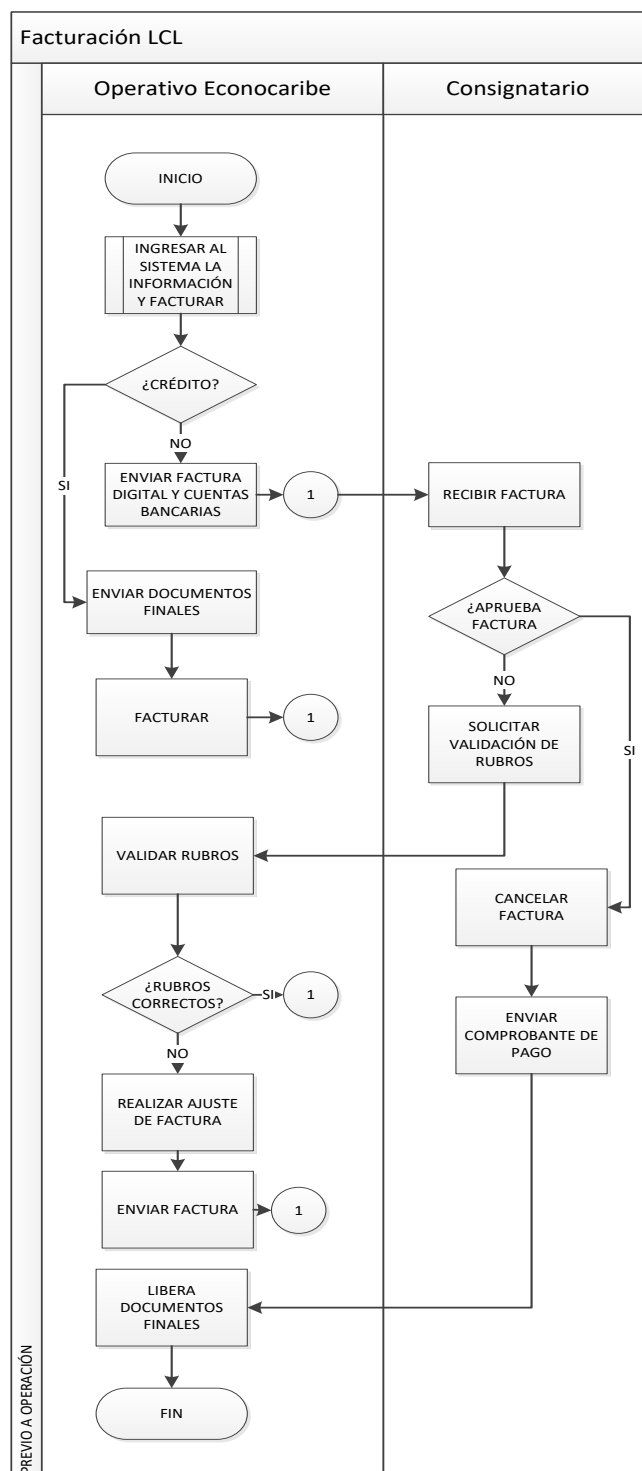 Facturación LCL
Operativo Econocaribe
Consignatario
INICIO
INGRESAR AL
SISTEMA LA
INFORMACIÓN
Y FACTURAR
¿CRÉDITO?
NO
SI
ENVIAR FACTURA
DIGITAL Y CUENTAS
BANCARIAS
1
RECIBIR FACTURA
ENVIAR DOCUMENTOS
FINALES
¿APRUEBA
FACTURA
NO
SI
FACTURAR
1
SOLICITAR
VALIDACIÓN DE
RUBROS
VALIDAR RUBROS
CANCELAR
FACTURA
¿RUBROS
CORRECTOS?
SI
1
NO
ENVIAR
COMPROBANTE DE
PAGO
REALIZAR AJUSTE
DE FACTURA
ENVIAR FACTURA
1
LIBERA
DOCUMENTOS
FINALES
FIN
PREVIO A OPERACIÓN